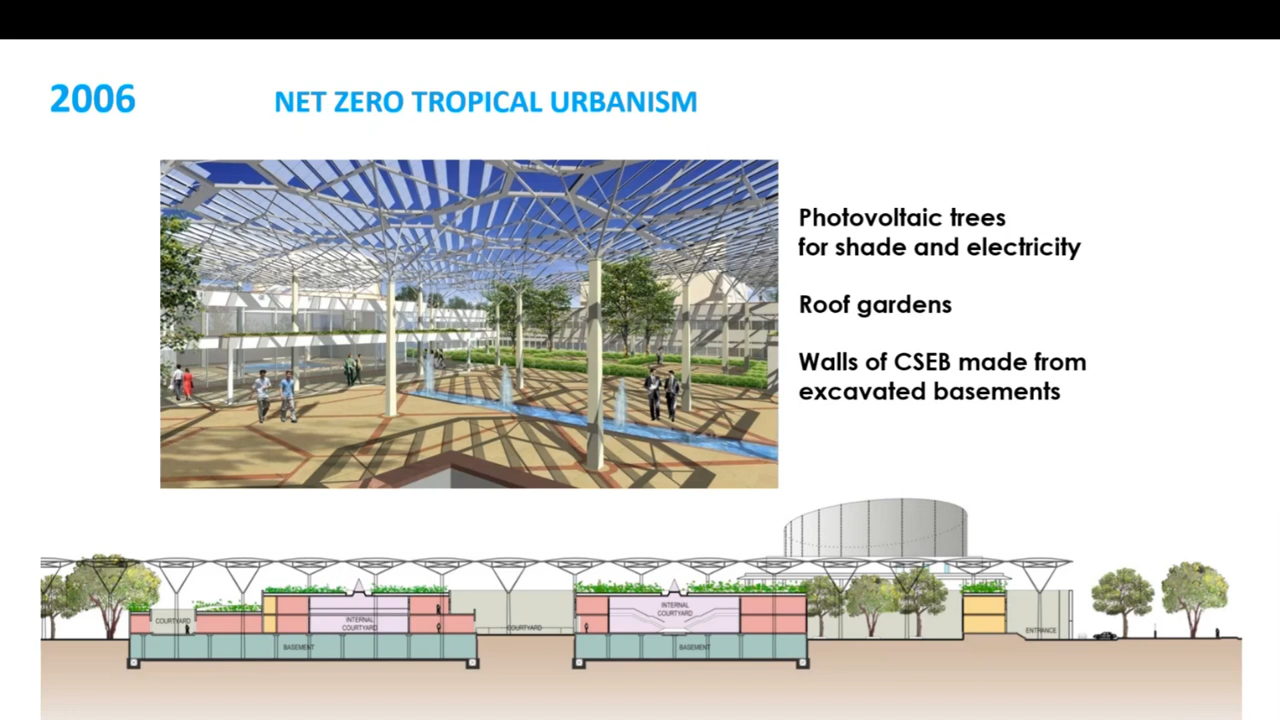 2006
NET ZERO TROPICAL URBANISM
Photovoltaic trees
for shade and electricity
Roof gardens
Walls of CSEB made from
excavated basements
COURTYARD
INTERNAL
COURTYARD
COURTYARD
INTERNAL
COURTYARD
ENTRANCE
BASEMENT
BASEMENT